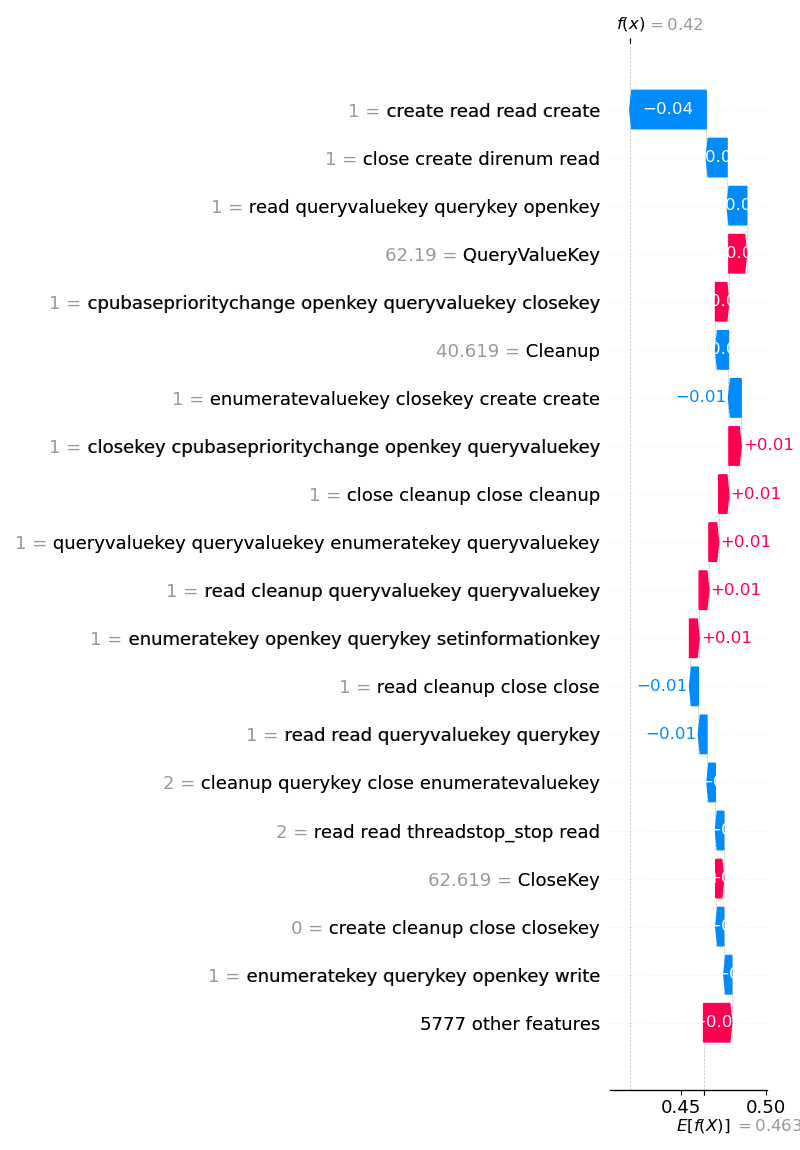 f(x) = 0.42
1 = create read read create −0.04
1 = close create direnum read
1 = read queryvaluekey querykey openkey
62.19 = QueryValueKey
1 = cpubaseprioritychange openkey queryvaluekey closekey
40.619 = Cleanup
1 = enumeratevaluekey closekey create create −0.01
1 = closekey cpubaseprioritychange openkey queryvaluekey +0.01
1 = close cleanup close cleanup +0.01
1 = queryvaluekey queryvaluekey enumeratekey queryvaluekey +0.01
1 = read cleanup queryvaluekey queryvaluekey +0.01
1 = enumeratekey openkey querykey setinformationkey +0.01
1 = read cleanup close close −0.01
1 = read read queryvaluekey querykey −0.01
2 = cleanup querykey close enumeratevaluekey
2 = read read threadstop_stop read
62.619 = CloseKey
0 = create cleanup close closekey
1 = enumeratekey querykey openkey write
5777 other features
0.45 0.50
E[f(X)] = 0.463